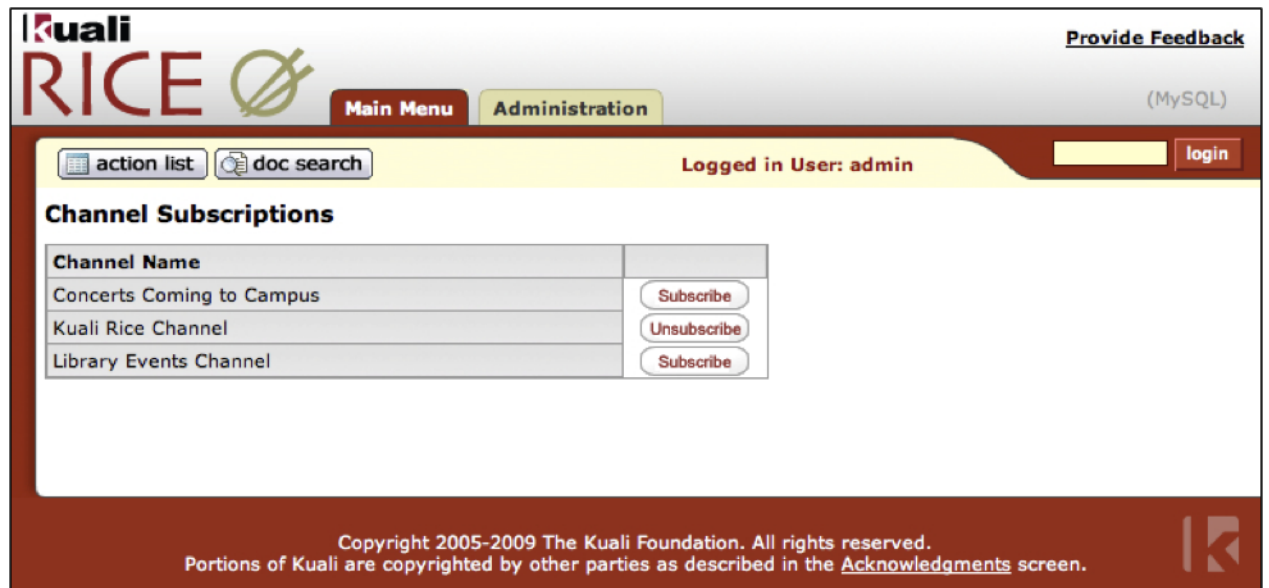 Kuali
RICE
Provide Feedback
Main Menu Administration (MySQL)
action list doc search Logged in User: admin login
Channel Subscriptions
Channel Name
Concerts Coming to Campus Subscribe
Kuali Rice Channel Unsubscribe
Library Events Channel Subscribe
Copyright 2005-2009 The Kuali Foundation. All rights reserved.
Portions of Kuali are copyrighted by other parties as described in the Acknowledgments screen.